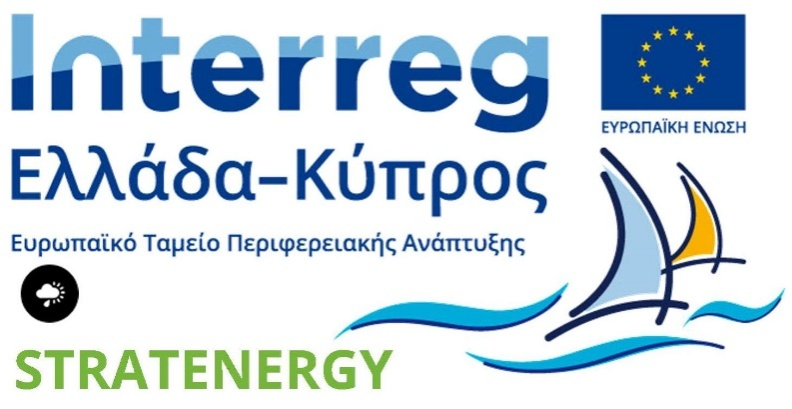 Interreg
ΕΥΡΩΠΑΪΚΗ ΕΝΩΣΗ
Ελλάδα-Κύπρος
Ευρωπαϊκό Ταμείο Περιφερειακής Ανάπτυξης
STRATENERGY